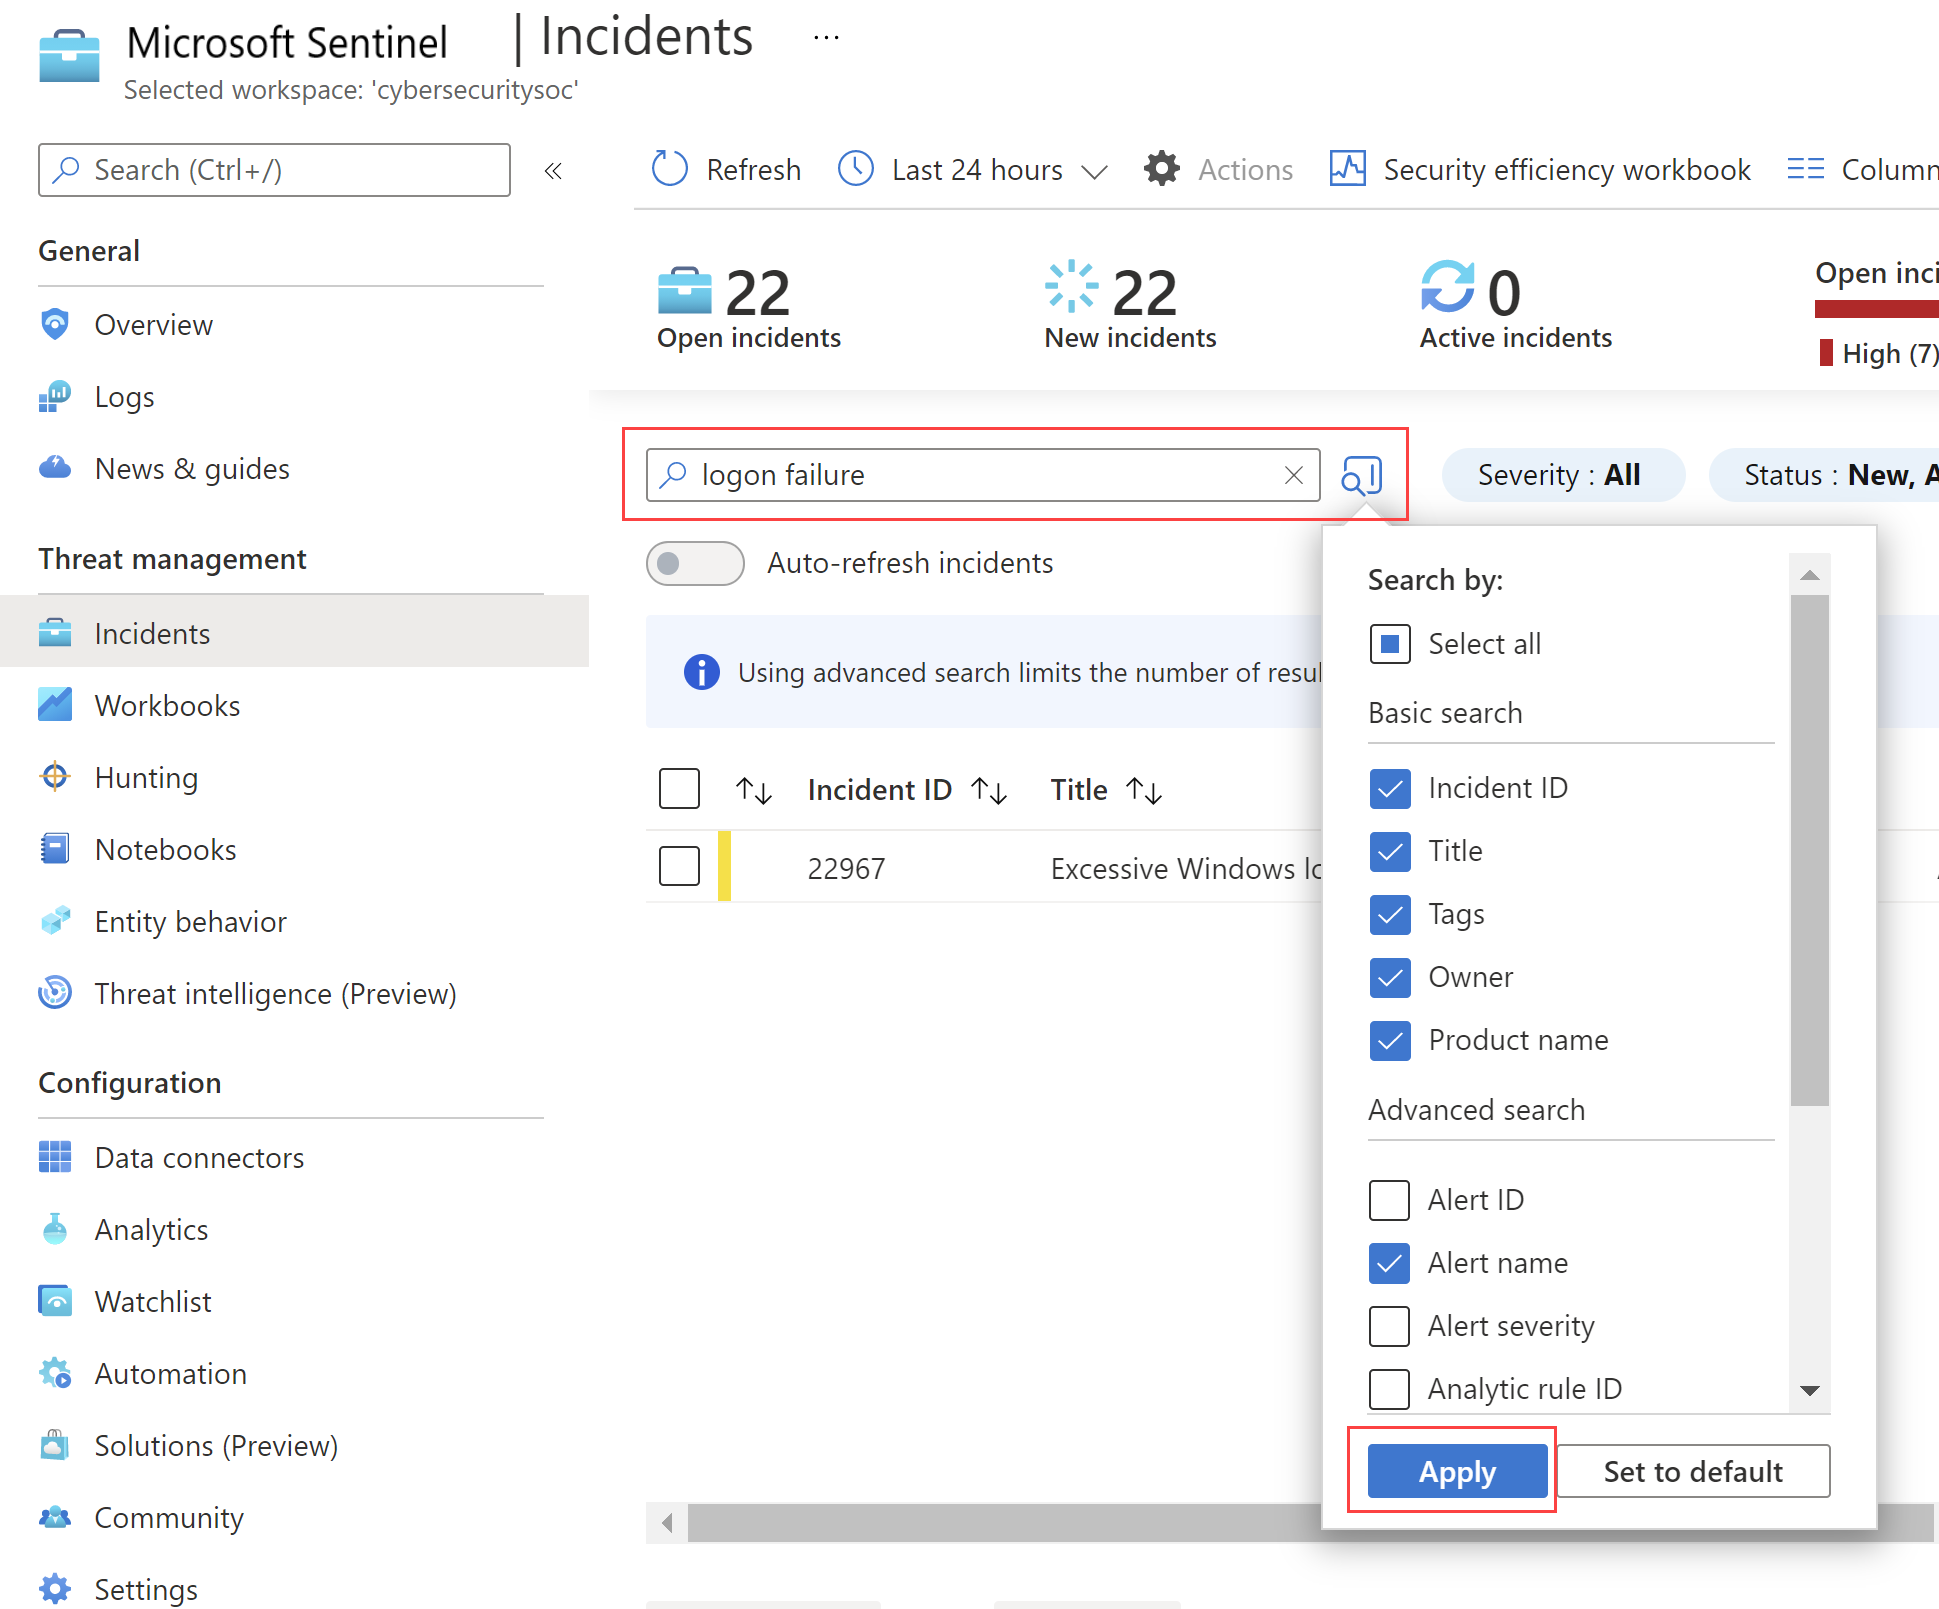 Microsoft Sentinel | Incidents ...
Selected workspace: 'cybersecuritysoc'
Search (Ctrl+/)
«
General
Overview
Logs
News & guides
Threat management
Incidents
Workbooks
Hunting
Notebooks
Entity behavior
Threat intelligence (Preview)
Configuration
Data connectors
Analytics
Watchlist
Automation
Solutions (Preview)
Community
Settings
Refresh
Last 24 hours
Actions
Security efficiency workbook
Column
22
Open incidents
22
New incidents
0
Active incidents
Open inci
High (7)
logon failure
Severity : All
Status : New, A
Auto-refresh incidents
Using advanced search limits the number of resul
Incident ID
Title
22967
Excessive Windows lo
Search by:
Select all
Basic search
Incident ID
Title
Tags
Owner
Product name
Advanced search
Alert ID
Alert name
Alert severity
Analytic rule ID
Apply
Set to default